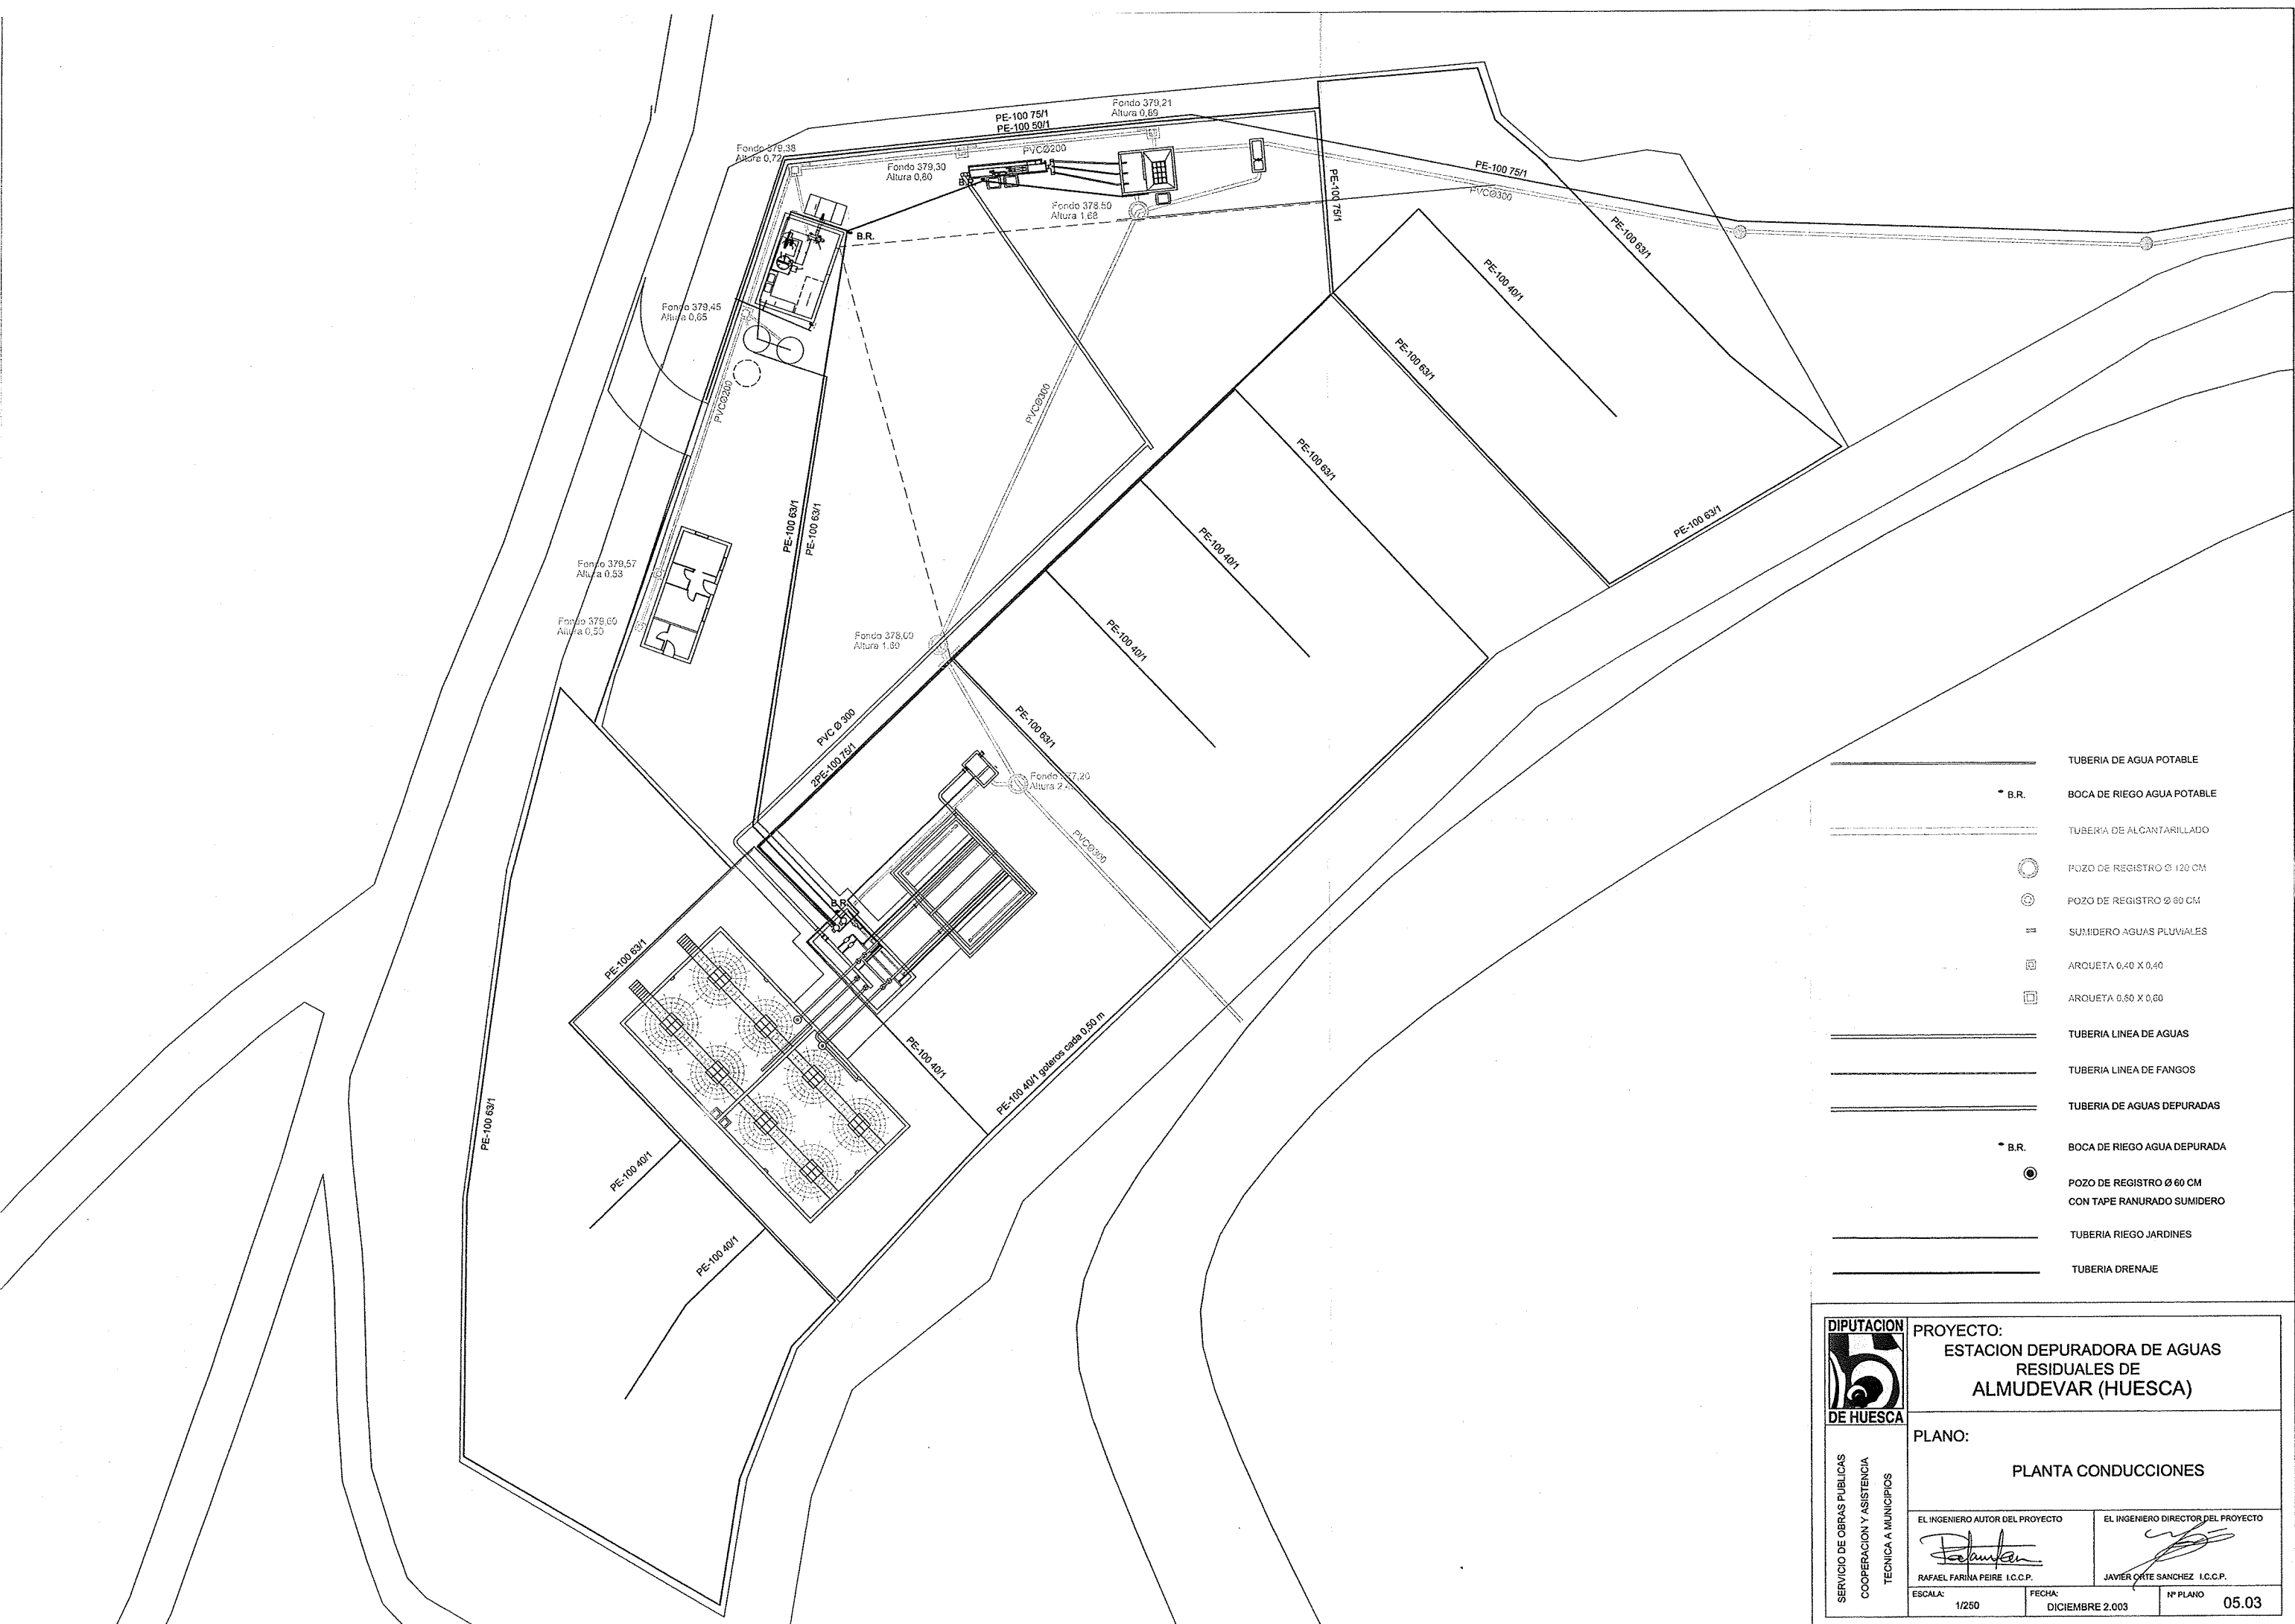 Fondo 379,21
Altura 0,89
PE-100 75/1
PE-100 50/1
Fondo 379,38
Altura 0,72
PVCØ200
Fondo 379,30
Altura 0,80
B.R.
PE-100 75/1
PVCØ300
PE-100 75/1
Fondo 378,50
Altura 1,68
B.R.
PE-100 63/1
PE-100 40/1
Fondo 379,45
Altura 0,65
PE-100 63/1
PVCØ200
PVCØ300
PE-100 63/1
PE-100 63/1
PE-100 63/1
PE-100 63/1
PE-100 40/1
Fondo 379,57
Altura 0,53
Fondo 379,60
Altura 0,50
Fondo 378,00
Altura 1,60
PE-100 40/1
PVC Ø 300
2PE-100 75/1
PE-100 63/1
Fondo 377,20
Altura
PVCØ300
B.R.
PE-100 63/1
PE-100 40/1
PE-100 40/1 goteros cada 0,50 m
PE-100 63/1
PE-100 40/1
PE-100 40/1
TUBERIA DE AGUA POTABLE
B.R. BOCA DE RIEGO AGUA POTABLE
TUBERIA DE ALCANTARILLADO
POZO DE REGISTRO Ø 120 CM
POZO DE REGISTRO Ø 60 CM
SUMIDERO AGUAS PLUVIALES
ARQUETA 0,40 X 0,40
ARQUETA 0,60 X 0,60
TUBERIA LINEA DE AGUAS
TUBERIA LINEA DE FANGOS
TUBERIA DE AGUAS DEPURADAS
B.R. BOCA DE RIEGO AGUA DEPURADA
POZO DE REGISTRO Ø 60 CM
CON TAPE RANURADO SUMIDERO
TUBERIA RIEGO JARDINES
TUBERIA DRENAJE
DIPUTACION
DE HUESCA
SERVICIO DE OBRAS PUBLICAS
COOPERACION Y ASISTENCIA
TECNICA A MUNICIPIOS
PROYECTO:
ESTACION DEPURADORA DE AGUAS
RESIDUALES DE
ALMUDEVAR (HUESCA)
PLANO:
PLANTA CONDUCCIONES
EL INGENIERO AUTOR DEL PROYECTO
RAFAEL FARINA PEIRE I.C.C.P.
EL INGENIERO DIRECTOR DEL PROYECTO
JAVIER ORTE SANCHEZ I.C.C.P.
ESCALA:
1/250
FECHA:
DICIEMBRE 2.003
Nº PLANO
05.03